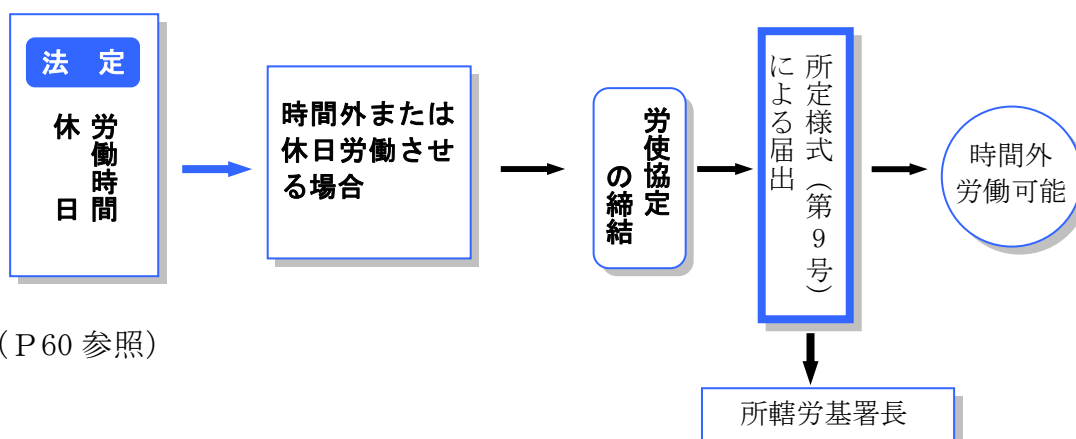 法 定
労働時間
休 日
時間外または
休日労働させ
る場合
労使協定
の締結
所定様式（第9号）
による届出
時間外
労働可能
（Ｐ60 参照）
所轄労基署長